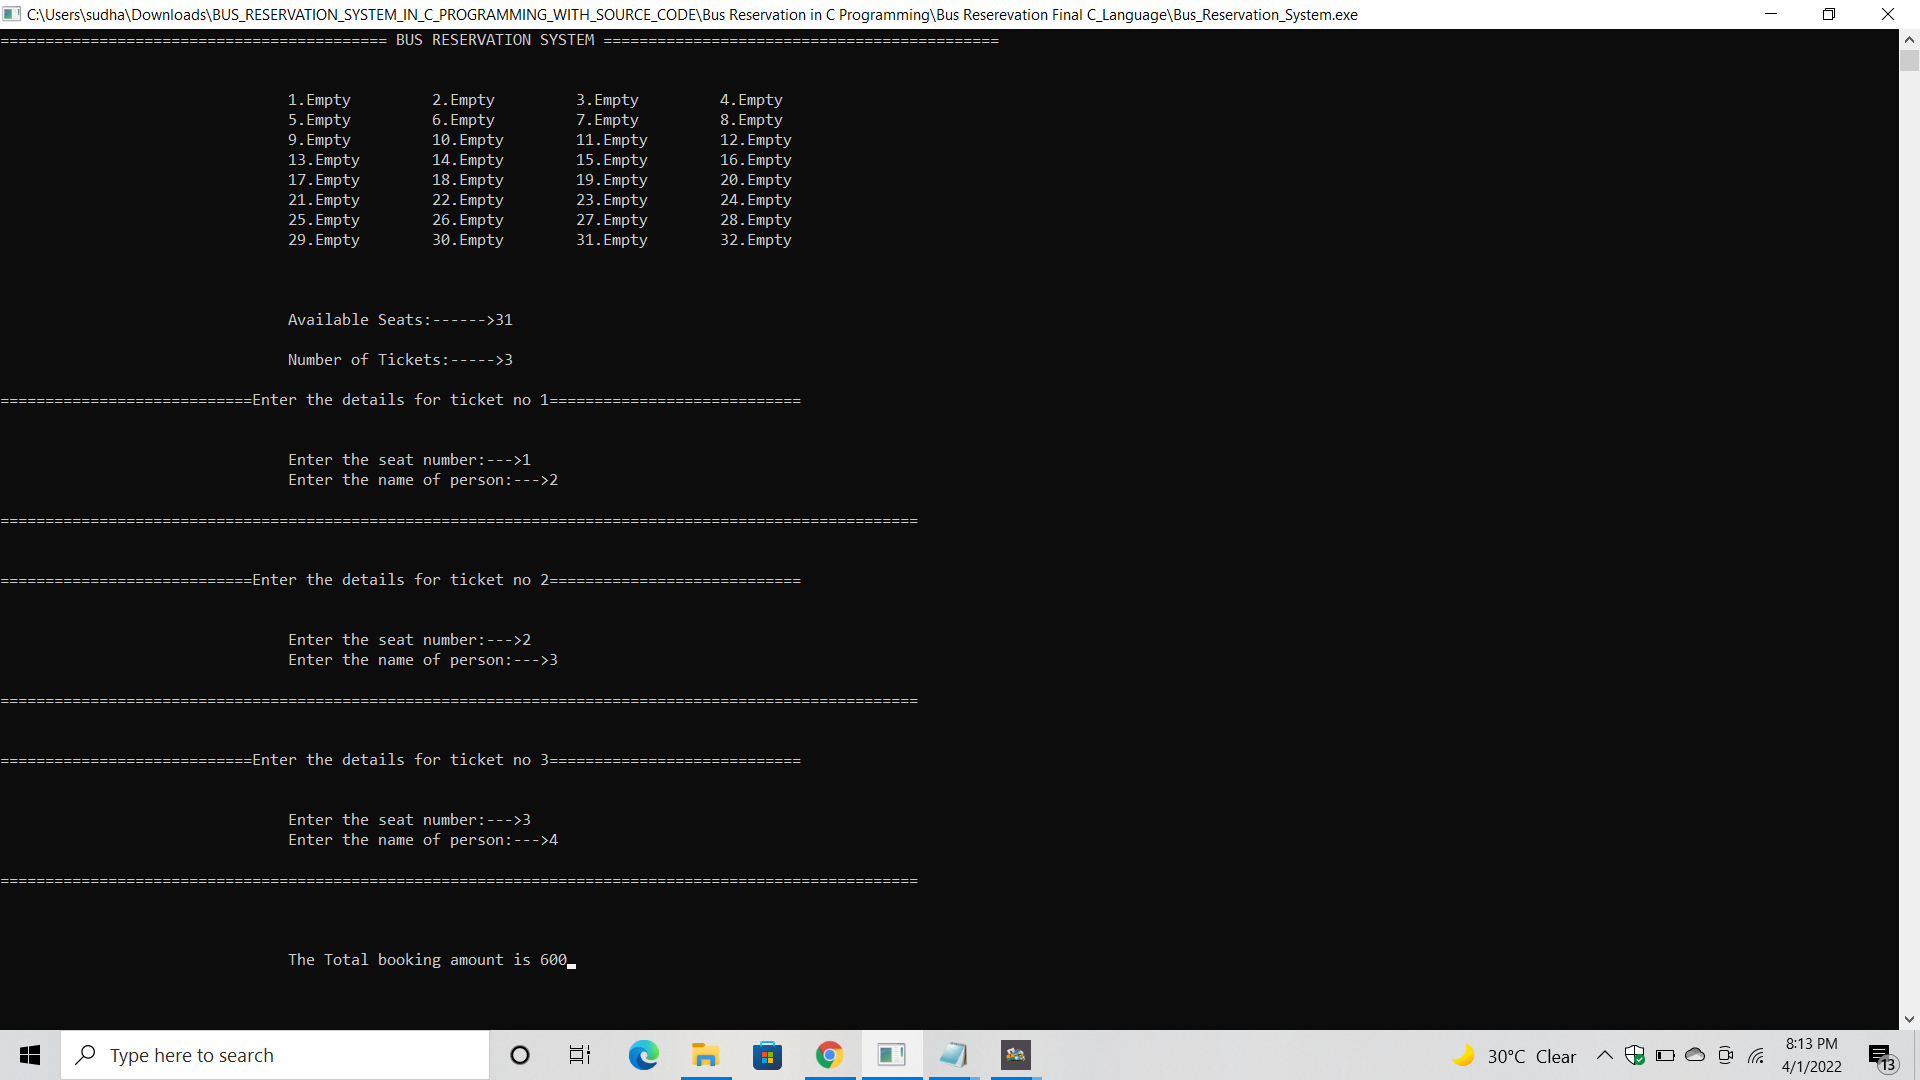 C:\Users\sudha\Downloads\BUS_RESERVATION_SYSTEM_IN_C_PROGRAMMING_WITH_SOURCE_CODE\Bus Reservation in C Programming\Bus Reserevation Final C_Language\Bus_Reservation_System.exe
=========================================== BUS RESERVATION SYSTEM ============================================
1.Empty 2.Empty 3.Empty 4.Empty
5.Empty 6.Empty 7.Empty 8.Empty
9.Empty 10.Empty 11.Empty 12.Empty
13.Empty 14.Empty 15.Empty 16.Empty
17.Empty 18.Empty 19.Empty 20.Empty
21.Empty 22.Empty 23.Empty 24.Empty
25.Empty 26.Empty 27.Empty 28.Empty
29.Empty 30.Empty 31.Empty 32.Empty
Available Seats:------>31
Number of Tickets:----->3
============================Enter the details for ticket no 1============================
Enter the seat number:--->1
Enter the name of person:--->2
======================================================================================================
============================Enter the details for ticket no 2============================
Enter the seat number:--->2
Enter the name of person:--->3
======================================================================================================
============================Enter the details for ticket no 3============================
Enter the seat number:--->3
Enter the name of person:--->4
======================================================================================================
The Total booking amount is 600
Type here to search
30°C Clear
8:13 PM
4/1/2022
13